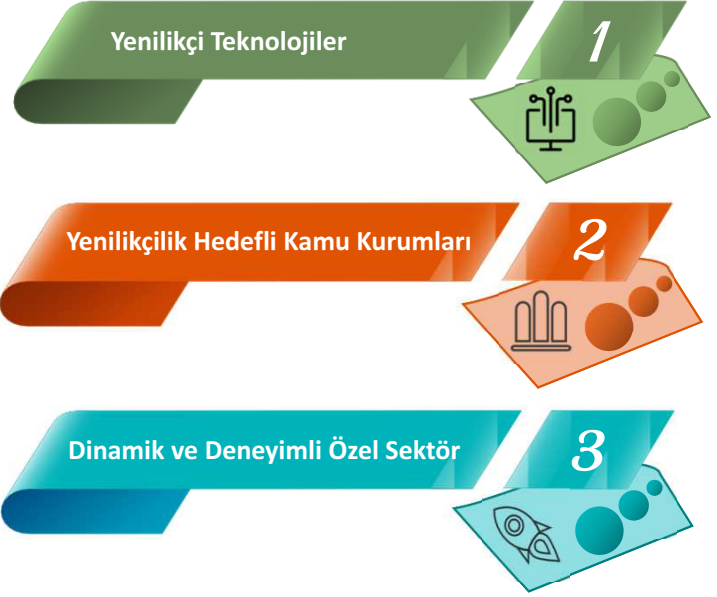 Yenilikçi Teknolojiler
1
Yenilikçilik Hedefli Kamu Kurumları
2
Dinamik ve Deneyimli Özel Sektör
3